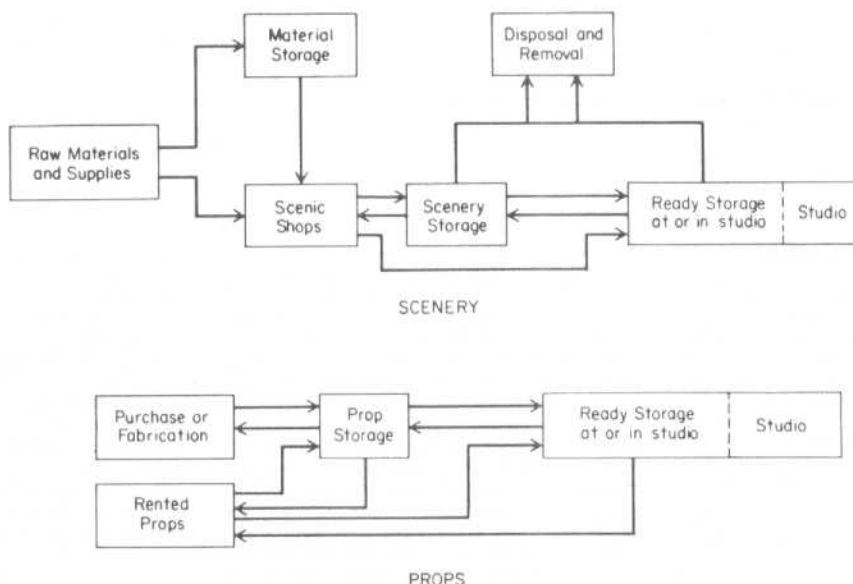 Material
Storage
Disposal and
Removal
Raw Materials
and Supplies
Scenic
Shops
Scenery
Storage
Ready Storage
at or in studio
Studio
SCENERY
Purchase or
Fabrication
Prop
Storage
Ready Storage
at or in studio
Studio
Rented
Props
PROPS